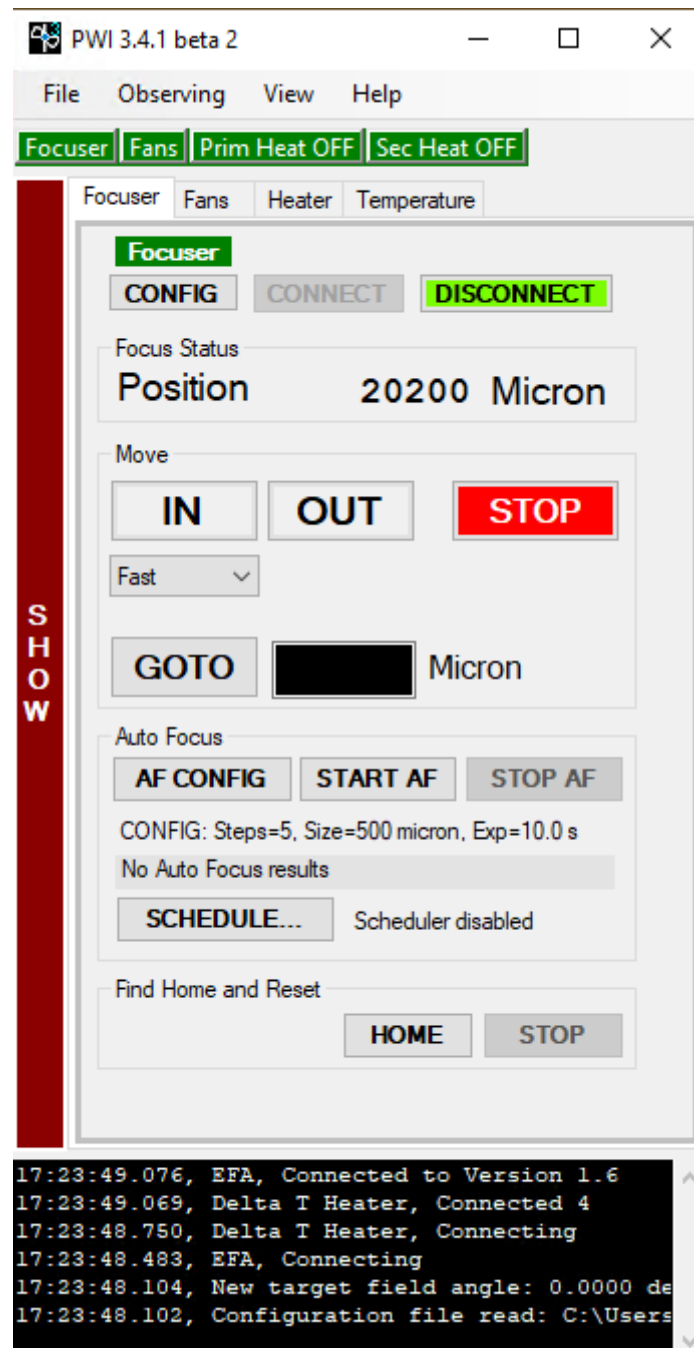 PWI 3.4.1 beta 2
File Observing View Help
Focuser Fans Prim Heat OFF Sec Heat OFF
SHOW
Focuser Fans Heater Temperature
Focuser
CONFIG CONNECT DISCONNECT
Focus Status
Position 20200 Micron
Move
IN OUT STOP
Fast
GOTO Micron
Auto Focus
AF CONFIG START AF STOP AF
CONFIG: Steps=5, Size=500 micron, Exp=10.0 s
No Auto Focus results
SCHEDULE... Scheduler disabled
Find Home and Reset
HOME STOP
17:23:49.076, EFA, Connected to Version 1.6
17:23:49.069, Delta T Heater, Connected 4
17:23:48.750, Delta T Heater, Connecting
17:23:48.483, EFA, Connecting
17:23:48.104, New target field angle: 0.0000 de
17:23:48.102, Configuration file read: C:\Users